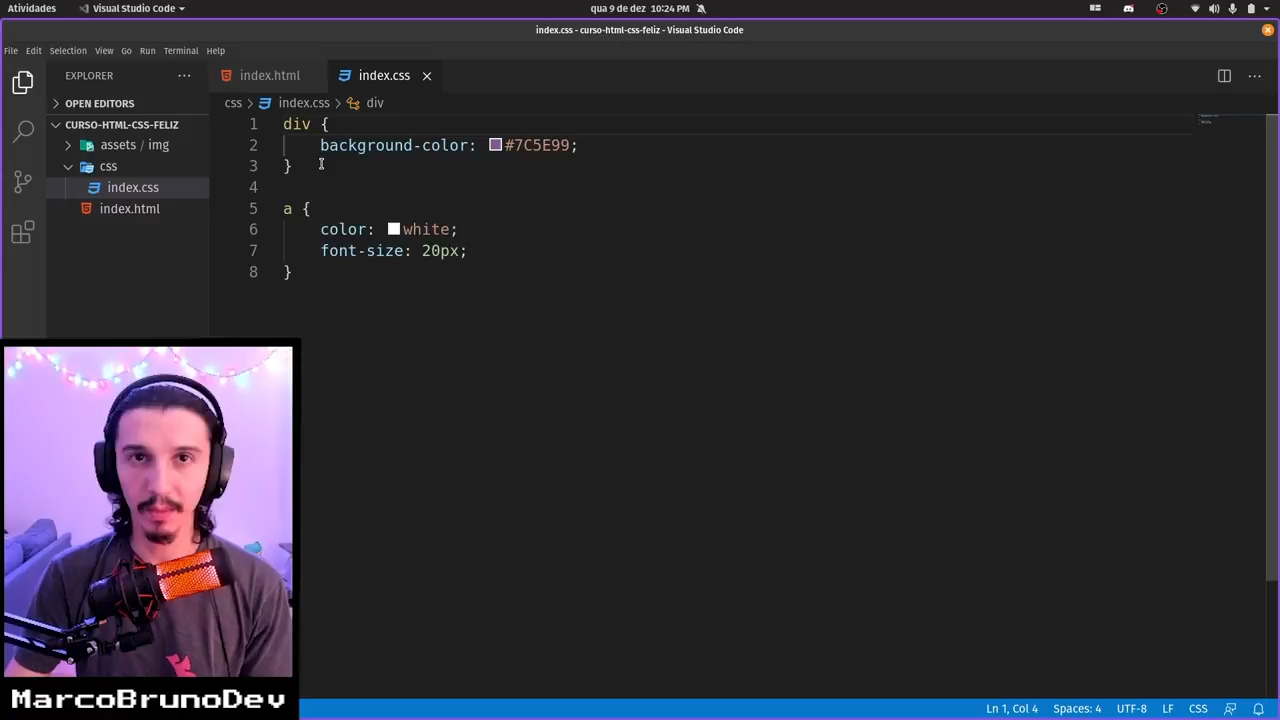 Atividades
Visual Studio Code
qua 9 de dez 10:24 PM
index.css - curso-html-css-feliz - Visual Studio Code
File Edit Selection View Go Run Terminal Help
EXPLORER
index.html
index.css
OPEN EDITORS
CURSO-HTML-CSS-FELIZ
assets / img
css
index.css
index.html
css
index.css
div
1 div {
2 background-color: #7C5E99;
3 }
4
5 a {
6 color: white;
7 font-size: 20px;
8 }
MarcoBrunoDev
Ln 1, Col 4
Spaces: 4
UTF-8
LF
CSS